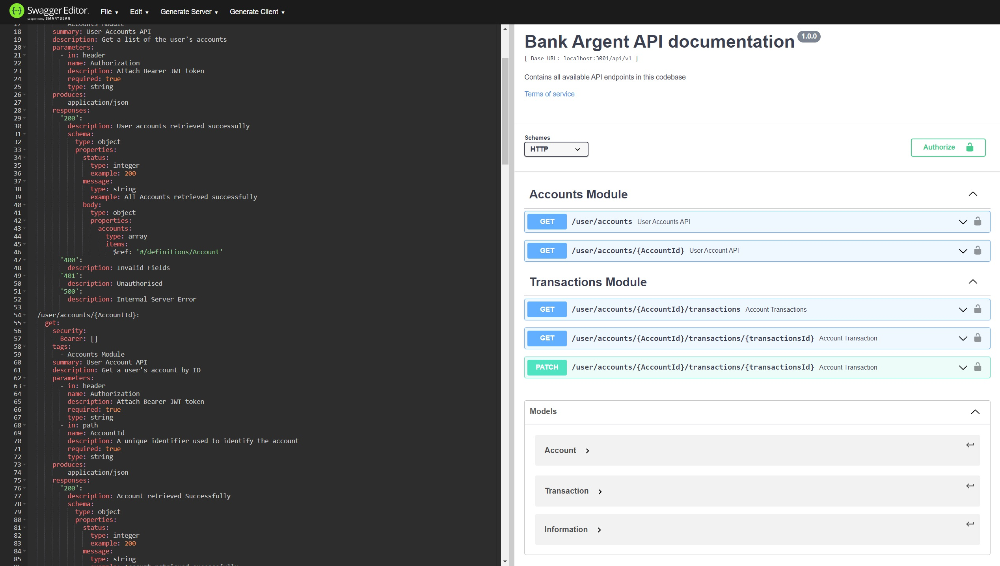 Swagger Editor
Supported by SMARTBEAR
File
Edit
Generate Server
Generate Client
17 - Accounts Module
18 summary: User Accounts API
19 description: Get a list of the user's accounts
20 parameters:
21 - in: header
22 name: Authorization
23 description: Attach Bearer JWT token
24 required: true
25 type: string
26 produces:
27 - application/json
28 responses:
29 '200':
30 description: User accounts retrieved successully
31 schema:
32 type: object
33 properties:
34 status:
35 type: integer
36 example: 200
37 message:
38 type: string
39 example: All Accounts retrieved successfully
40 body:
41 type: object
42 properties:
43 accounts:
44 type: array
45 items:
46 $ref: '#/definitions/Account'
47 '400':
48 description: Invalid Fields
49 '401':
50 description: Unauthorised
51 '500':
52 description: Internal Server Error
53
54 /user/accounts/{AccountId}:
55 get:
56 security:
57 - Bearer: []
58 tags:
59 - Accounts Module
60 summary: User Account API
61 description: Get a user's account by ID
62 parameters:
63 - in: header
64 name: Authorization
65 description: Attach Bearer JWT token
66 required: true
67 type: string
68 - in: path
69 name: AccountId
70 description: A unique identifier used to identify the account
71 required: true
72 type: string
73 produces:
74 - application/json
75 responses:
76 '200':
77 description: Account retrieved Successfully
78 schema:
79 type: object
80 properties:
81 status:
82 type: integer
83 example: 200
84 message:
85 type: string
86 example: Account retrieved successfully
Bank Argent API documentation 1.0.0
[ Base URL: localhost:3001/api/v1 ]
Contains all available API endpoints in this codebase
Terms of service
Schemes
HTTP
Authorize
Accounts Module
GET /user/accounts User Accounts API
GET /user/accounts/{AccountId} User Account API
Transactions Module
GET /user/accounts/{AccountId}/transactions Account Transactions
GET /user/accounts/{AccountId}/transactions/{transactionsId} Account Transaction
PATCH /user/accounts/{AccountId}/transactions/{transactionsId} Account Transaction
Models
Account
Transaction
Information